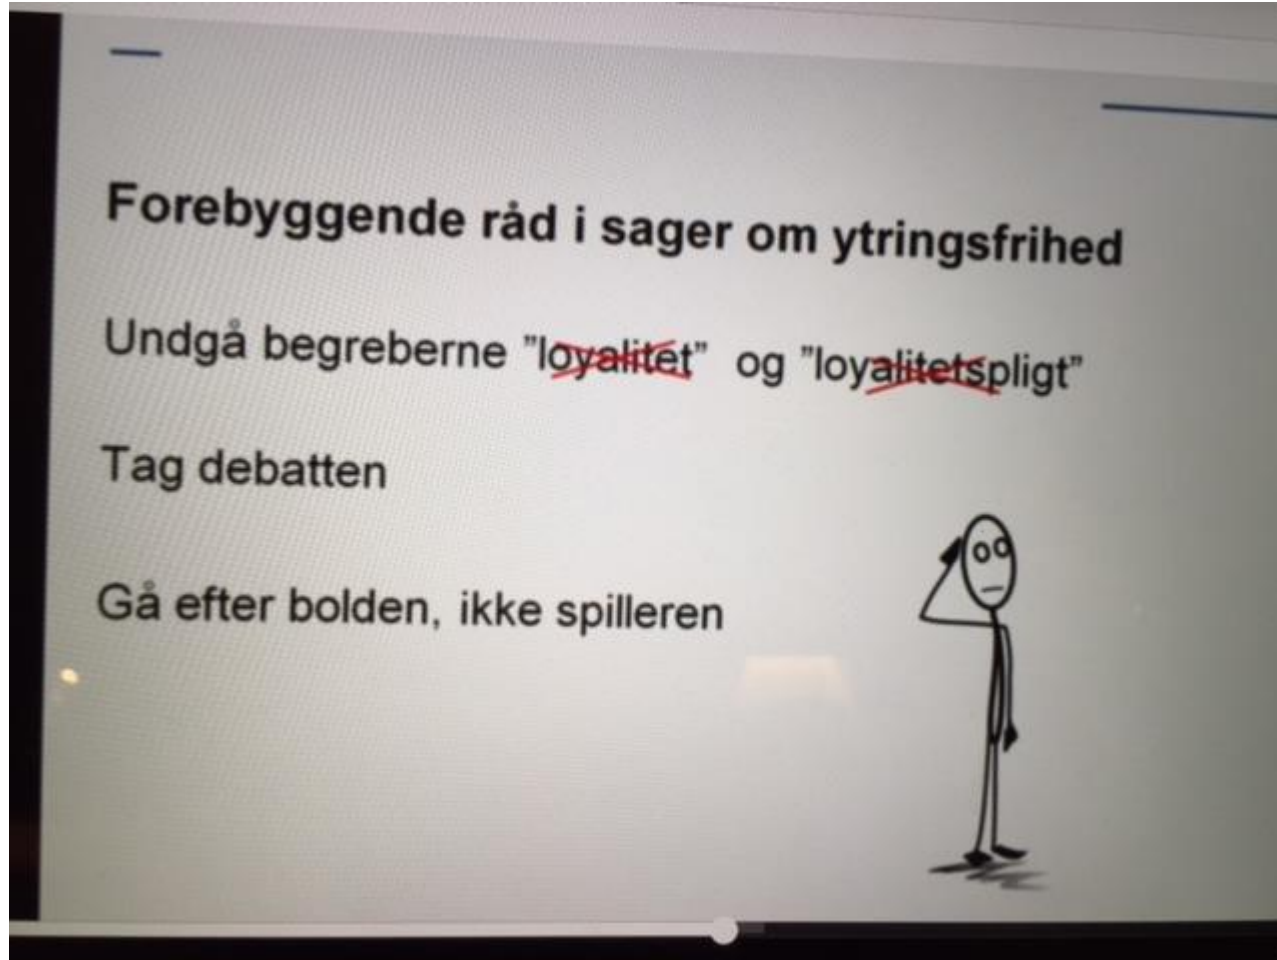 Forebyggende råd i sager om ytringsfrihed
Undgå begreberne ”loyalitet” og ”loyalitetspligt”
Tag debatten
Gå efter bolden, ikke spilleren